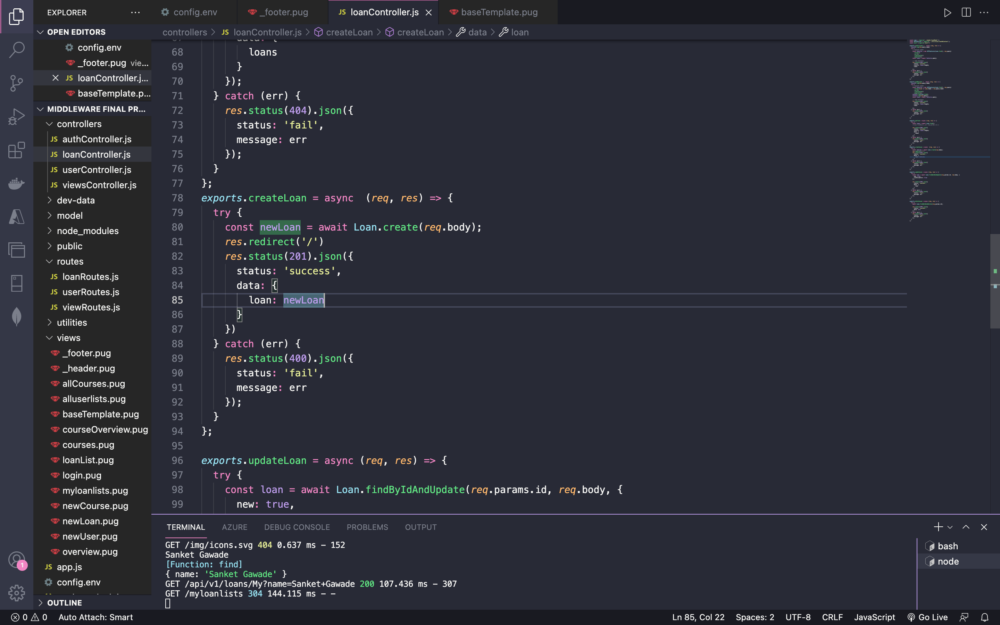 EXPLORER
config.env
_footer.pug
JS loanController.js
baseTemplate.pug
OPEN EDITORS
config.env
_footer.pug vie...
JS loanController.j...
baseTemplate.p...
MIDDLEWARE FINAL PR...
controllers
JS authController.js
JS loanController.js
JS userController.js
JS viewsController.js
dev-data
model
node_modules
public
routes
JS loanRoutes.js
JS userRoutes.js
JS viewRoutes.js
utilities
views
_footer.pug
_header.pug
allCourses.pug
alluserlists.pug
baseTemplate.pug
courseOverview.pug
courses.pug
loanList.pug
login.pug
myloanlists.pug
newCourse.pug
newLoan.pug
newUser.pug
overview.pug
JS app.js
config.env
OUTLINE
controllers > JS loanController.js > createLoan > createLoan > data > loan
68 loans
69 }
70 });
71 } catch (err) {
72 res.status(404).json({
73 status: 'fail',
74 message: err
75 });
76 }
77 };
78 exports.createLoan = async  (req, res) => {
79 try {
80 const newLoan = await Loan.create(req.body);
81 res.redirect('/')
82 res.status(201).json({
83 status: 'success',
84 data: {
85 loan: newLoan
86 }
87 })
88 } catch (err) {
89 res.status(400).json({
90 status: 'fail',
91 message: err
92 });
93 }
94 };
95
96 exports.updateLoan = async (req, res) => {
97 try {
98 const loan = await Loan.findByIdAndUpdate(req.params.id, req.body, {
99 new: true,
TERMINAL AZURE DEBUG CONSOLE PROBLEMS OUTPUT
GET /img/icons.svg 404 0.637 ms - 152
Sanket Gawade
[Function: find]
{ name: 'Sanket Gawade' }
GET /api/v1/loans/My?name=Sanket+Gawade 200 107.436 ms - 307
GET /myloanlists 304 144.115 ms - -
bash
node
1
0 0 Auto Attach: Smart
Ln 85, Col 22 Spaces: 2 UTF-8 CRLF JavaScript Go Live